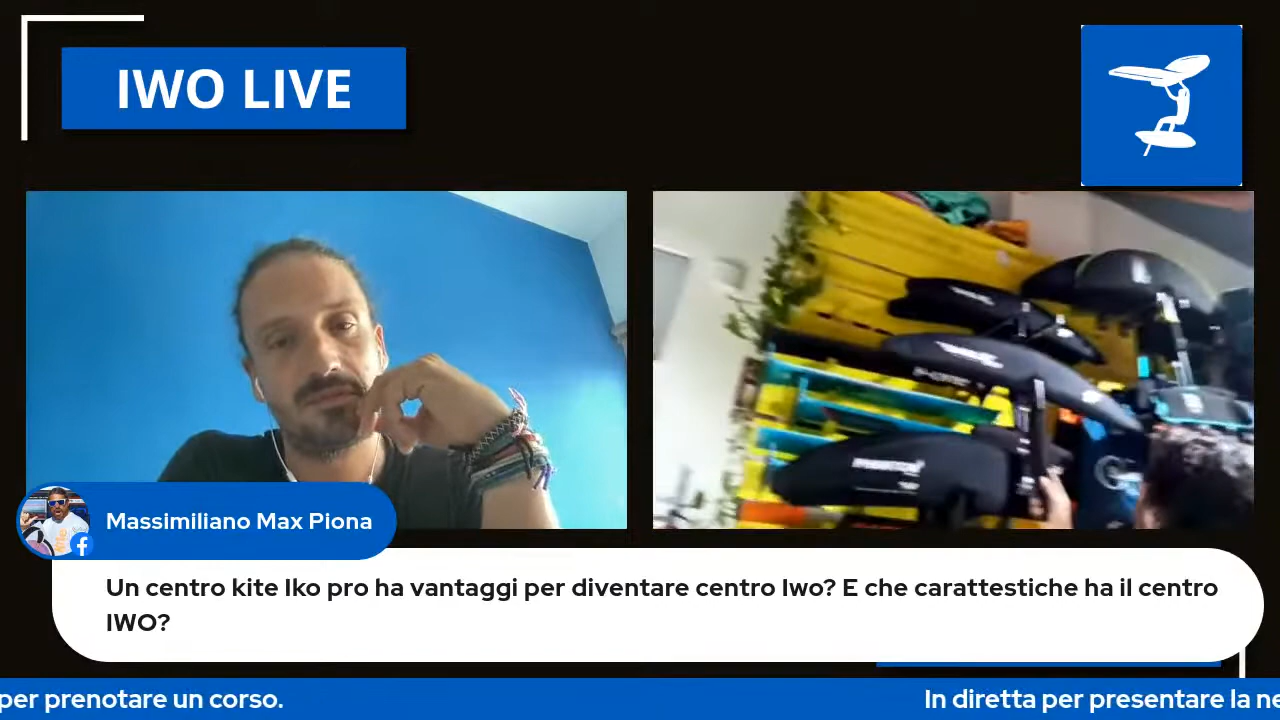 IWO LIVE
Massimiliano Max Piona
Un centro kite Iko pro ha vantaggi per diventare centro Iwo? E che carattestiche ha il centro
IWO?
per prenotare un corso.
In diretta per presentare la ne